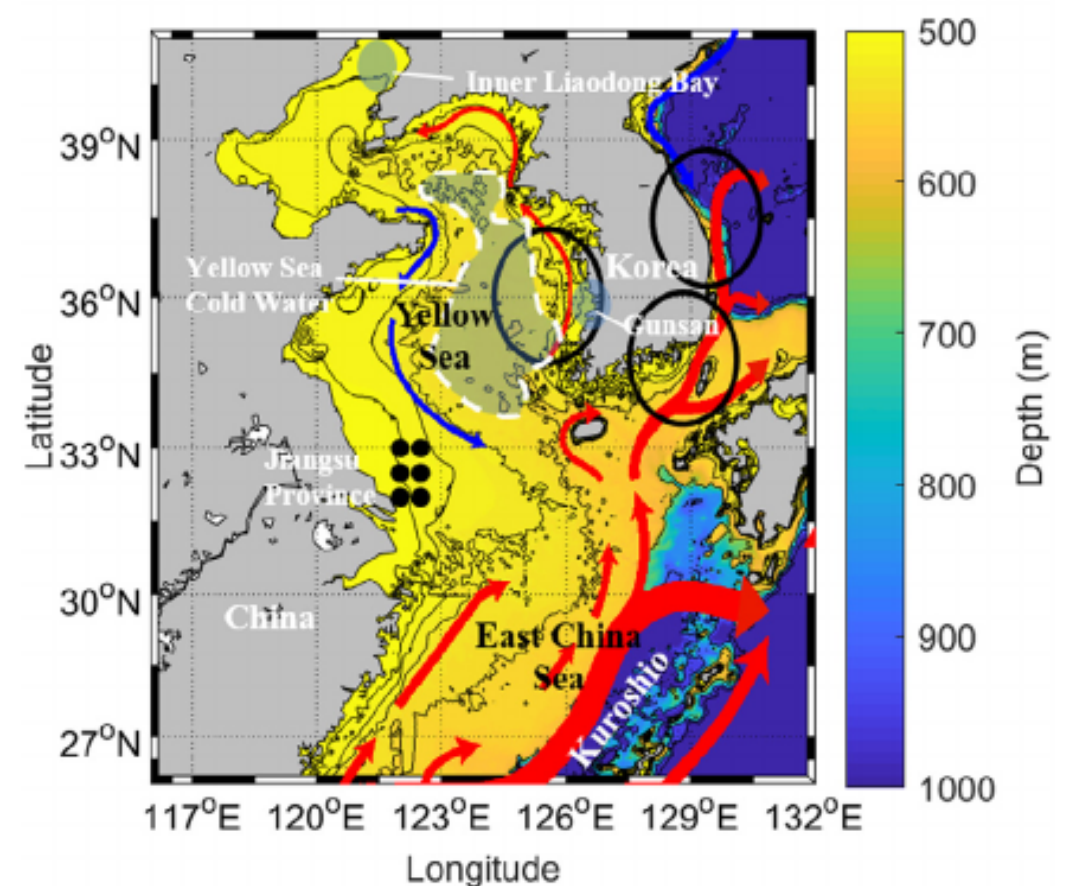 500
Inner Liaodong Bay
39°N
600
Yellow Sea
Cold Water
Korea
36°N
Yellow
Sea
Gunsan
700
Latitude
Depth (m)
33°N
Jiangsu
Province
800
30°N
China
East China
Sea
900
Kuroshio
27°N
1000
117°E 120°E 123°E 126°E 129°E 132°E
Longitude